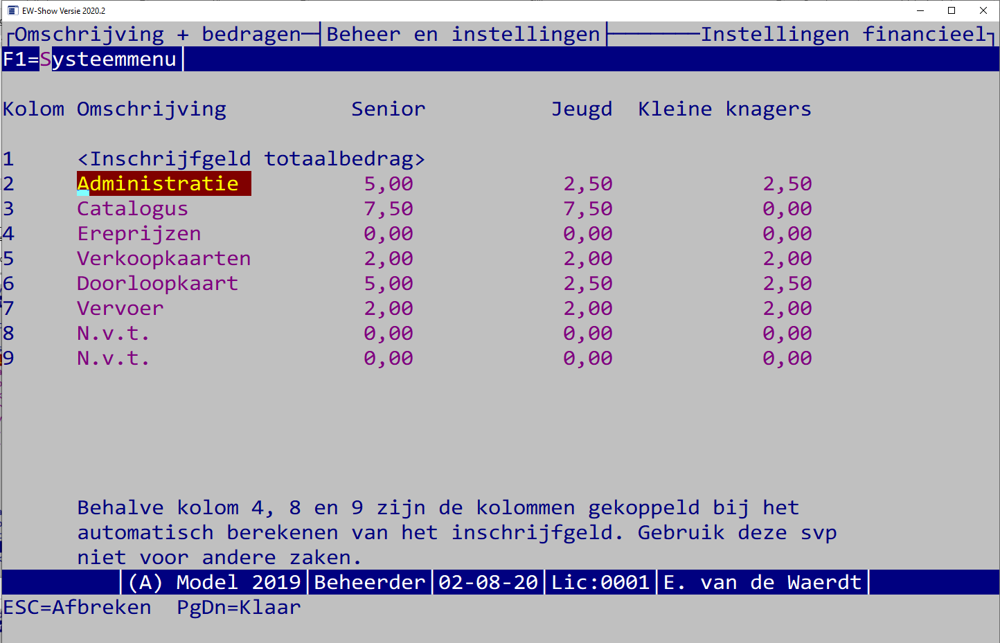 EW-Show Versie 2020.2
Omschrijving + bedragen Beheer en instellingen Instellingen financieel
F1=Systeemmenu
Kolom Omschrijving Senior Jeugd Kleine knagers
1 <Inschrijfgeld totaalbedrag>
2 Administratie 5,00 2,50 2,50
3 Catalogus 7,50 7,50 0,00
4 Ereprijzen 0,00 0,00 0,00
5 Verkoopkaarten 2,00 2,00 2,00
6 Doorloopkaart 5,00 2,50 2,50
7 Vervoer 2,00 2,00 2,00
8 N.v.t. 0,00 0,00 0,00
9 N.v.t. 0,00 0,00 0,00
Behalve kolom 4, 8 en 9 zijn de kolommen gekoppeld bij het
automatisch berekenen van het inschrijfgeld. Gebruik deze svp
niet voor andere zaken.
(A) Model 2019 Beheerder 02-08-20 Lic:0001 E. van de Waerdt
ESC=Afbreken PgDn=Klaar